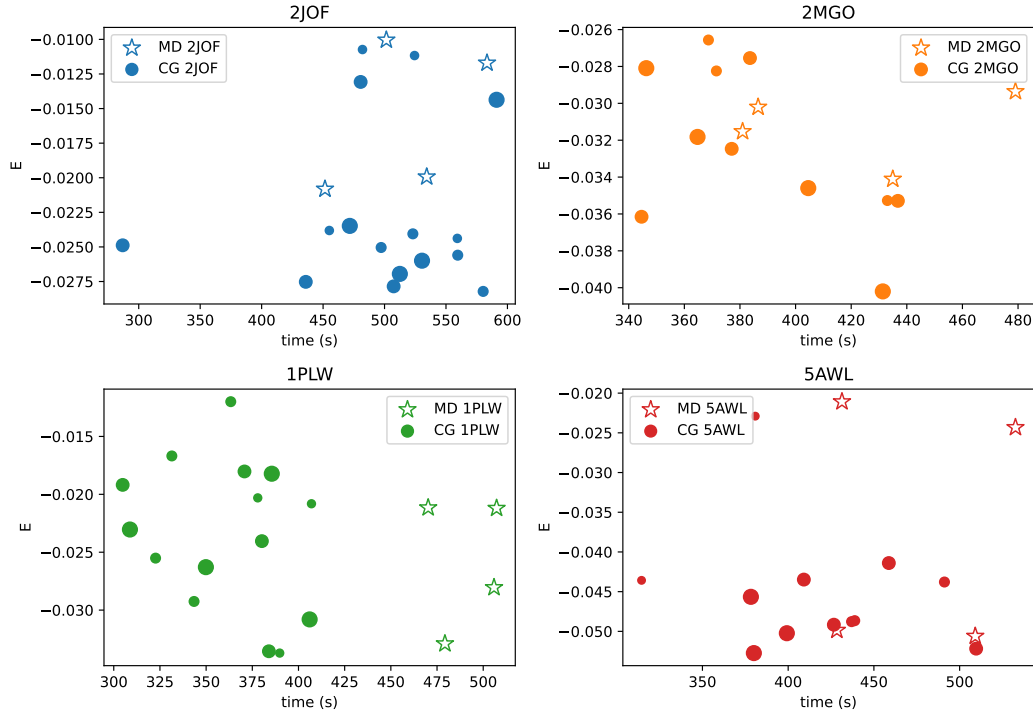 2JOF
−0.0100
−0.0125
−0.0150
−0.0175
−0.0200
−0.0225
−0.0250
−0.0275
E
MD 2JOF
CG 2JOF
300 350 400 450 500 550 600
time (s)
2MGO
−0.026
−0.028
−0.030
−0.032
−0.034
−0.036
−0.038
−0.040
E
MD 2MGO
CG 2MGO
340 360 380 400 420 440 460 480
time (s)
1PLW
−0.015
−0.020
−0.025
−0.030
E
MD 1PLW
CG 1PLW
300 325 350 375 400 425 450 475 500
time (s)
5AWL
−0.020
−0.025
−0.030
−0.035
−0.040
−0.045
−0.050
E
MD 5AWL
CG 5AWL
350 400 450 500
time (s)